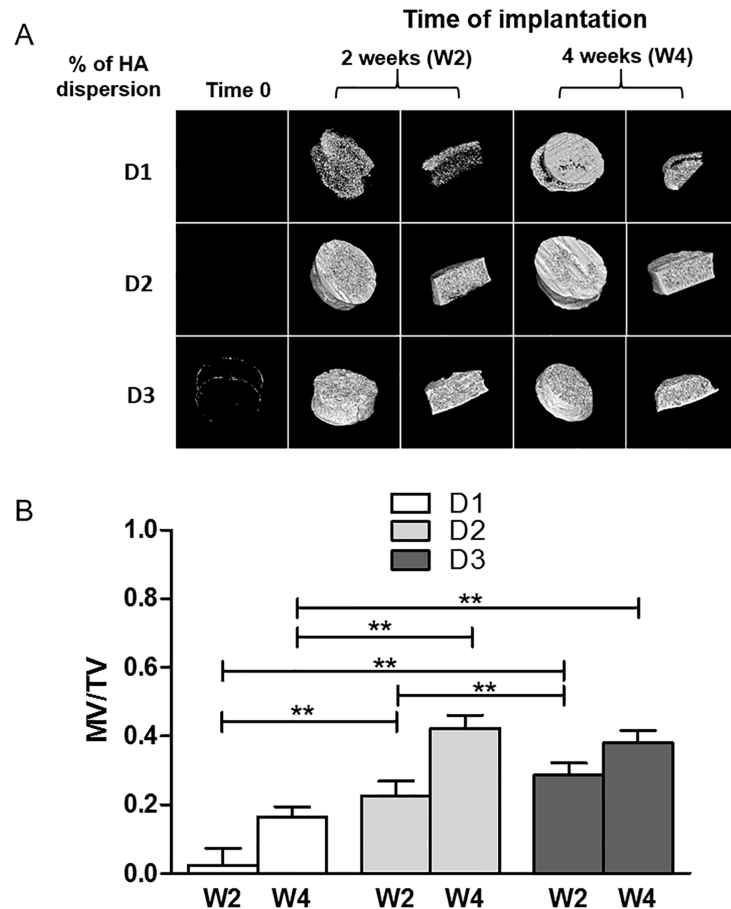 A
Time of implantation
% of HA
dispersion
Time 0
2 weeks (W2)
4 weeks (W4)
D1
D2
D3
B
D1
D2
D3
MV/TV
1.0
0.8
0.6
0.4
0.2
0.0
**
**
**
**
**
W2
W4
W2
W4
W2
W4